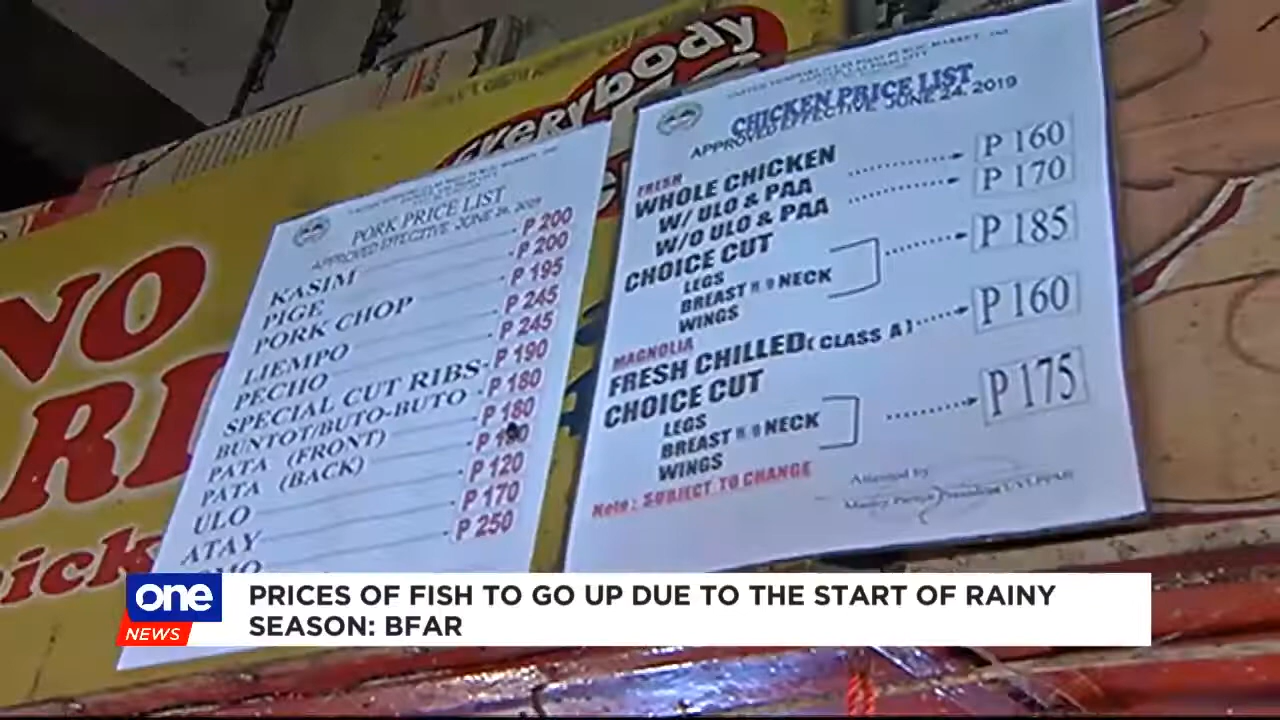 everybody
NO
RI
ick
PORK PRICE LIST
APPROVED EFFECTIVE JUNE 2019
KASIM P 200
PIGE P 200
PORK CHOP P 195
LIEMPO P 245
PECHO P 245
SPECIAL CUT RIBS- P 190
BUNTOT/BUTO-BUTO - P 180
PATA (FRONT) P 180
PATA (BACK)
ULO P 120
ATAY P 170
P 250
CHICKEN PRICE LIST
APPROVED EFFECTIVE JUNE 24, 2019
FRESH
WHOLE CHICKEN
W/ ULO & PAA P 160
W/O ULO & PAA P 170
CHOICE CUT P 185
LEGS
BREAST NECK
WINGS
MAGNOLIA
FRESH CHILLED (CLASS A) P 160
CHOICE CUT P 175
LEGS
BREAST NECK
WINGS
Note: SUBJECT TO CHANGE
Attested by
one
NEWS
PRICES OF FISH TO GO UP DUE TO THE START OF RAINY
SEASON: BFAR